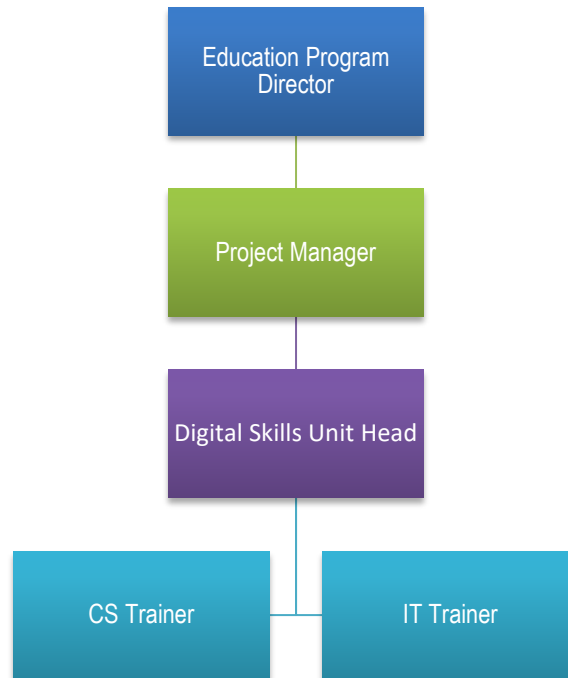 Education Program
Director
Project Manager
Digital Skills Unit Head
CS Trainer
IT Trainer